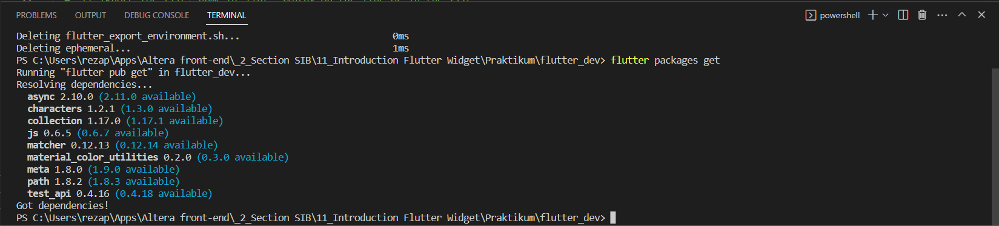 PROBLEMS OUTPUT DEBUG CONSOLE TERMINAL powershell
Deleting flutter_export_environment.sh... 0ms
Deleting ephemeral... 1ms
PS C:\Users\rezap\Apps\Altera front-end\_2_Section SIB\11_Introduction Flutter Widget\Praktikum\flutter_dev> flutter packages get
Running "flutter pub get" in flutter_dev...
Resolving dependencies...
async 2.10.0 (2.11.0 available)
characters 1.2.1 (1.3.0 available)
collection 1.17.0 (1.17.1 available)
js 0.6.5 (0.6.7 available)
matcher 0.12.13 (0.12.14 available)
material_color_utilities 0.2.0 (0.3.0 available)
meta 1.8.0 (1.9.0 available)
path 1.8.2 (1.8.3 available)
test_api 0.4.16 (0.4.18 available)
Got dependencies!
PS C:\Users\rezap\Apps\Altera front-end\_2_Section SIB\11_Introduction Flutter Widget\Praktikum\flutter_dev>